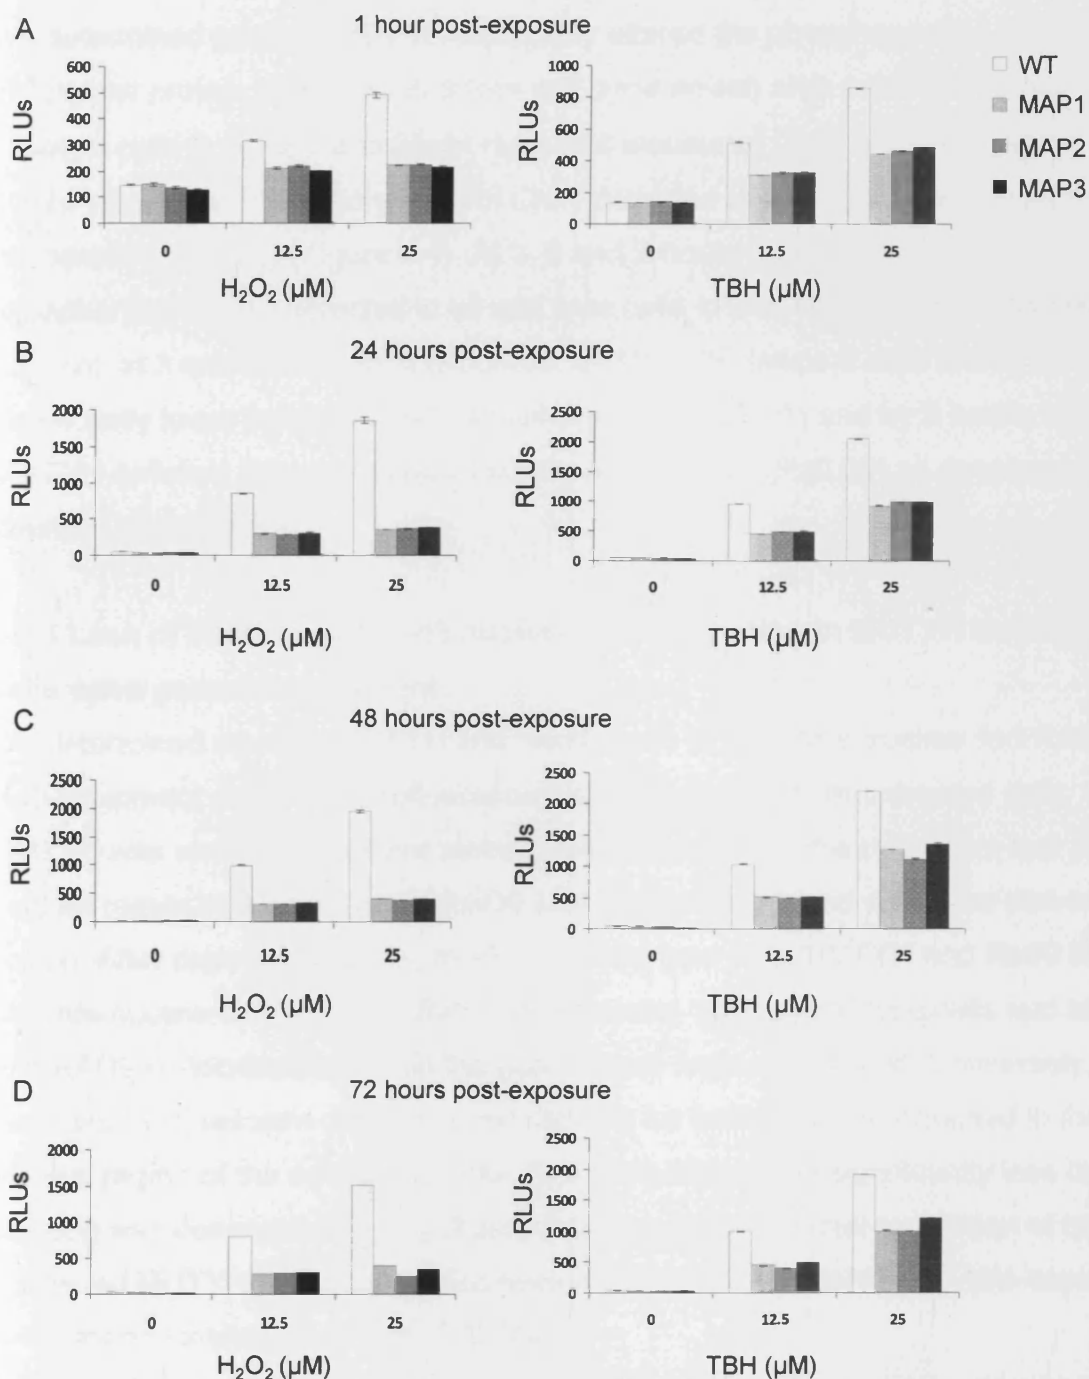 A
1 hour post-exposure
WT
MAP1
MAP2
MAP3
RLUs
600
500
400
300
200
100
0
0
12.5
25
H₂O₂ (µM)
RLUs
1000
800
600
400
200
0
0
12.5
25
TBH (µM)
B
24 hours post-exposure
RLUs
2000
1500
1000
500
0
0
12.5
25
H₂O₂ (µM)
RLUs
2500
2000
1500
1000
500
0
0
12.5
25
TBH (µM)
C
48 hours post-exposure
RLUs
2500
2000
1500
1000
500
0
0
12.5
25
H₂O₂ (µM)
RLUs
2500
2000
1500
1000
500
0
0
12.5
25
TBH (µM)
D
72 hours post-exposure
RLUs
2000
1500
1000
500
0
0
12.5
25
H₂O₂ (µM)
RLUs
2500
2000
1500
1000
500
0
0
12.5
25
TBH (µM)